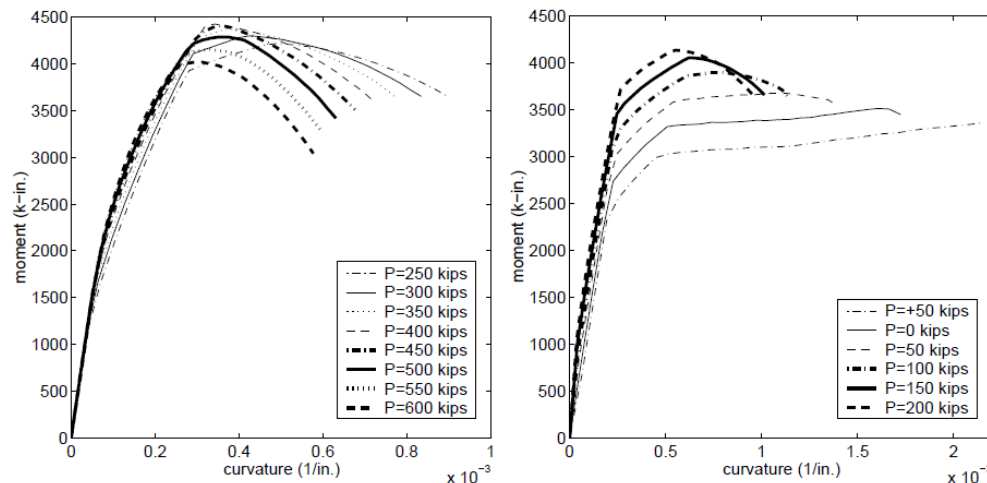 4500
4000
3500
3000
2500
2000
1500
1000
500
0
moment (k−in.)
0 0.2 0.4 0.6 0.8 1
curvature (1/in.)
x 10⁻³
P=250 kips
P=300 kips
P=350 kips
P=400 kips
P=450 kips
P=500 kips
P=550 kips
P=600 kips
4500
4000
3500
3000
2500
2000
1500
1000
500
0
moment (k−in.)
0 0.5 1 1.5 2
curvature (1/in.)
x 10
P=+50 kips
P=0 kips
P=50 kips
P=100 kips
P=150 kips
P=200 kips